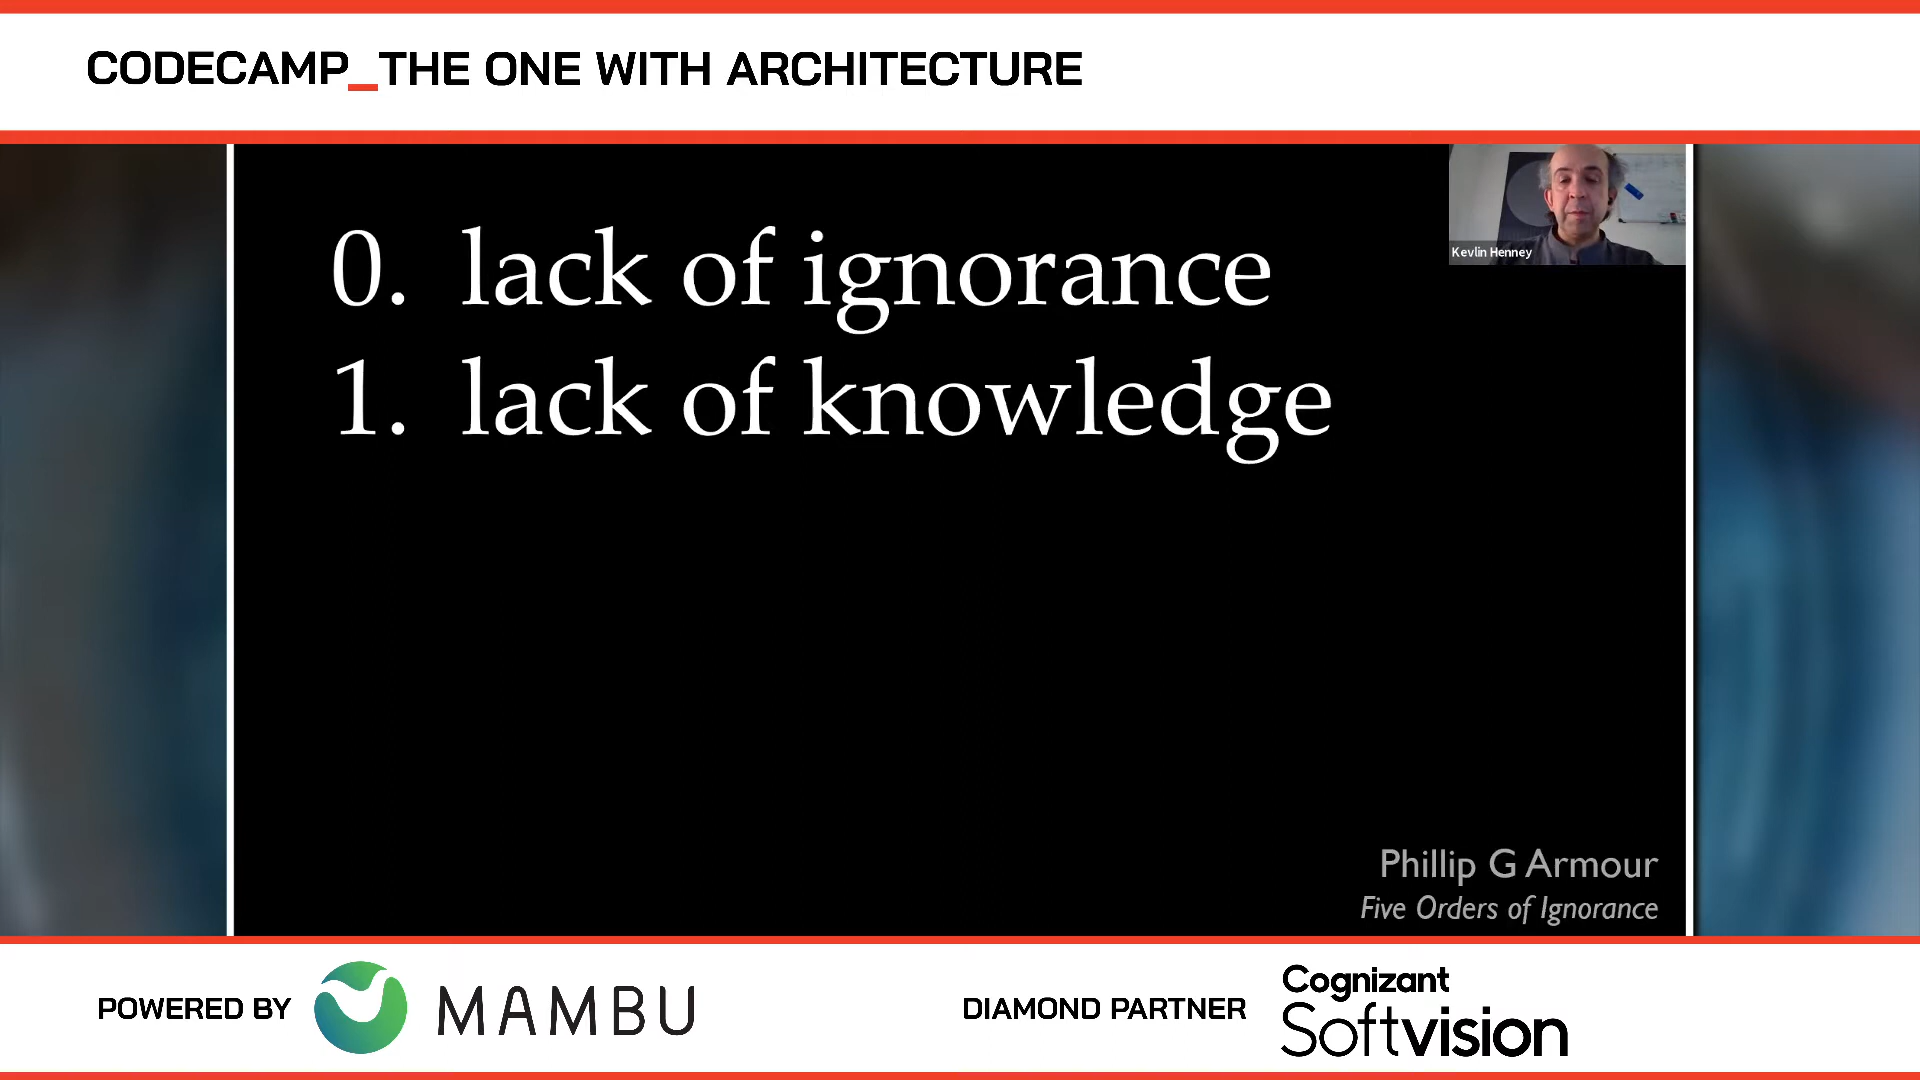 CODECAMP_THE ONE WITH ARCHITECTURE
Kevlin Henney
0. lack of ignorance
1. lack of knowledge
Phillip G Armour
Five Orders of Ignorance
POWERED BY
MAMBU
DIAMOND PARTNER
Cognizant
Softvision